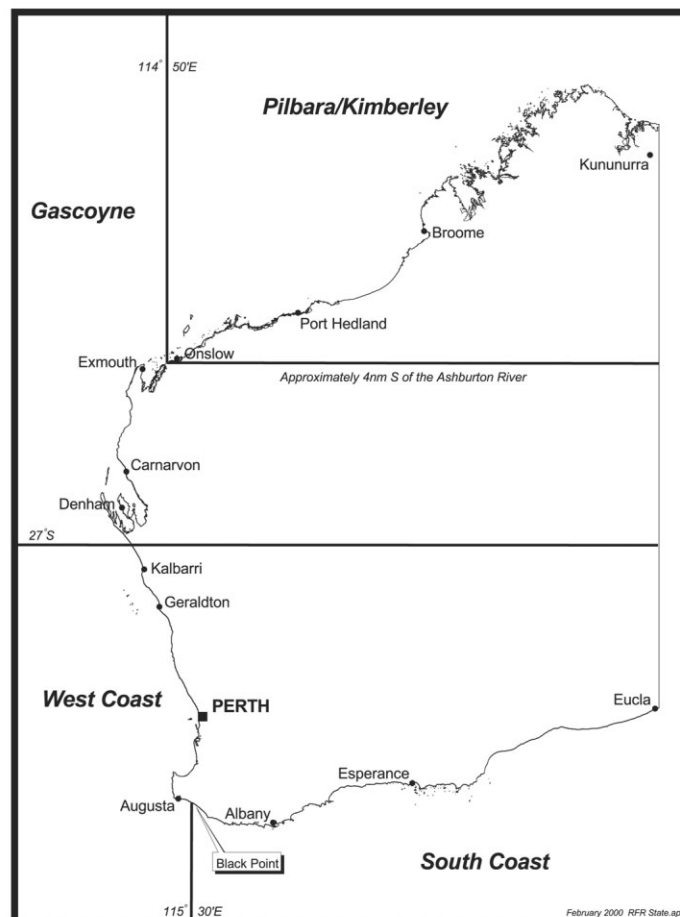 114° 50'E
Pilbara/Kimberley
Kununurra
Gascoyne
Broome
Port Hedland
Onslow
Exmouth
Approximately 4nm S of the Ashburton River
Carnarvon
Denham
27°S
Kalbarri
Geraldton
West Coast
PERTH
Eucla
Esperance
Augusta
Albany
Black Point
South Coast
115° 30'E
February 2000 RFR State.ap